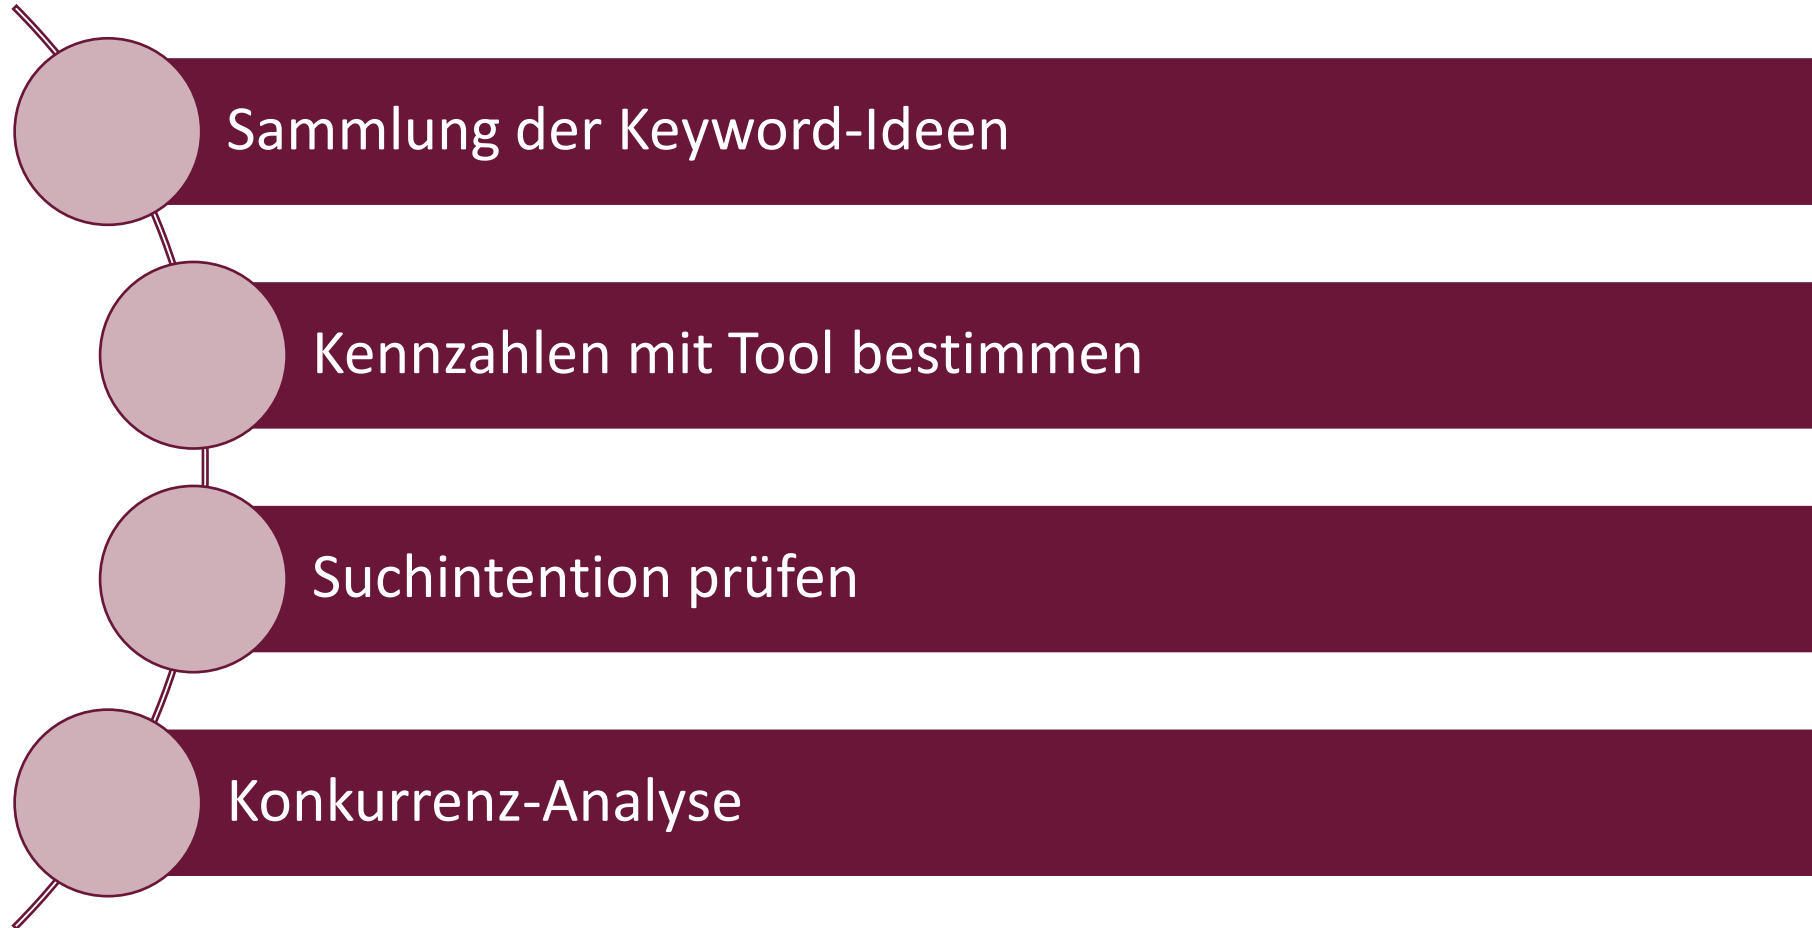 Sammlung der Keyword-Ideen
Kennzahlen mit Tool bestimmen
Suchintention prüfen
Konkurrenz-Analyse